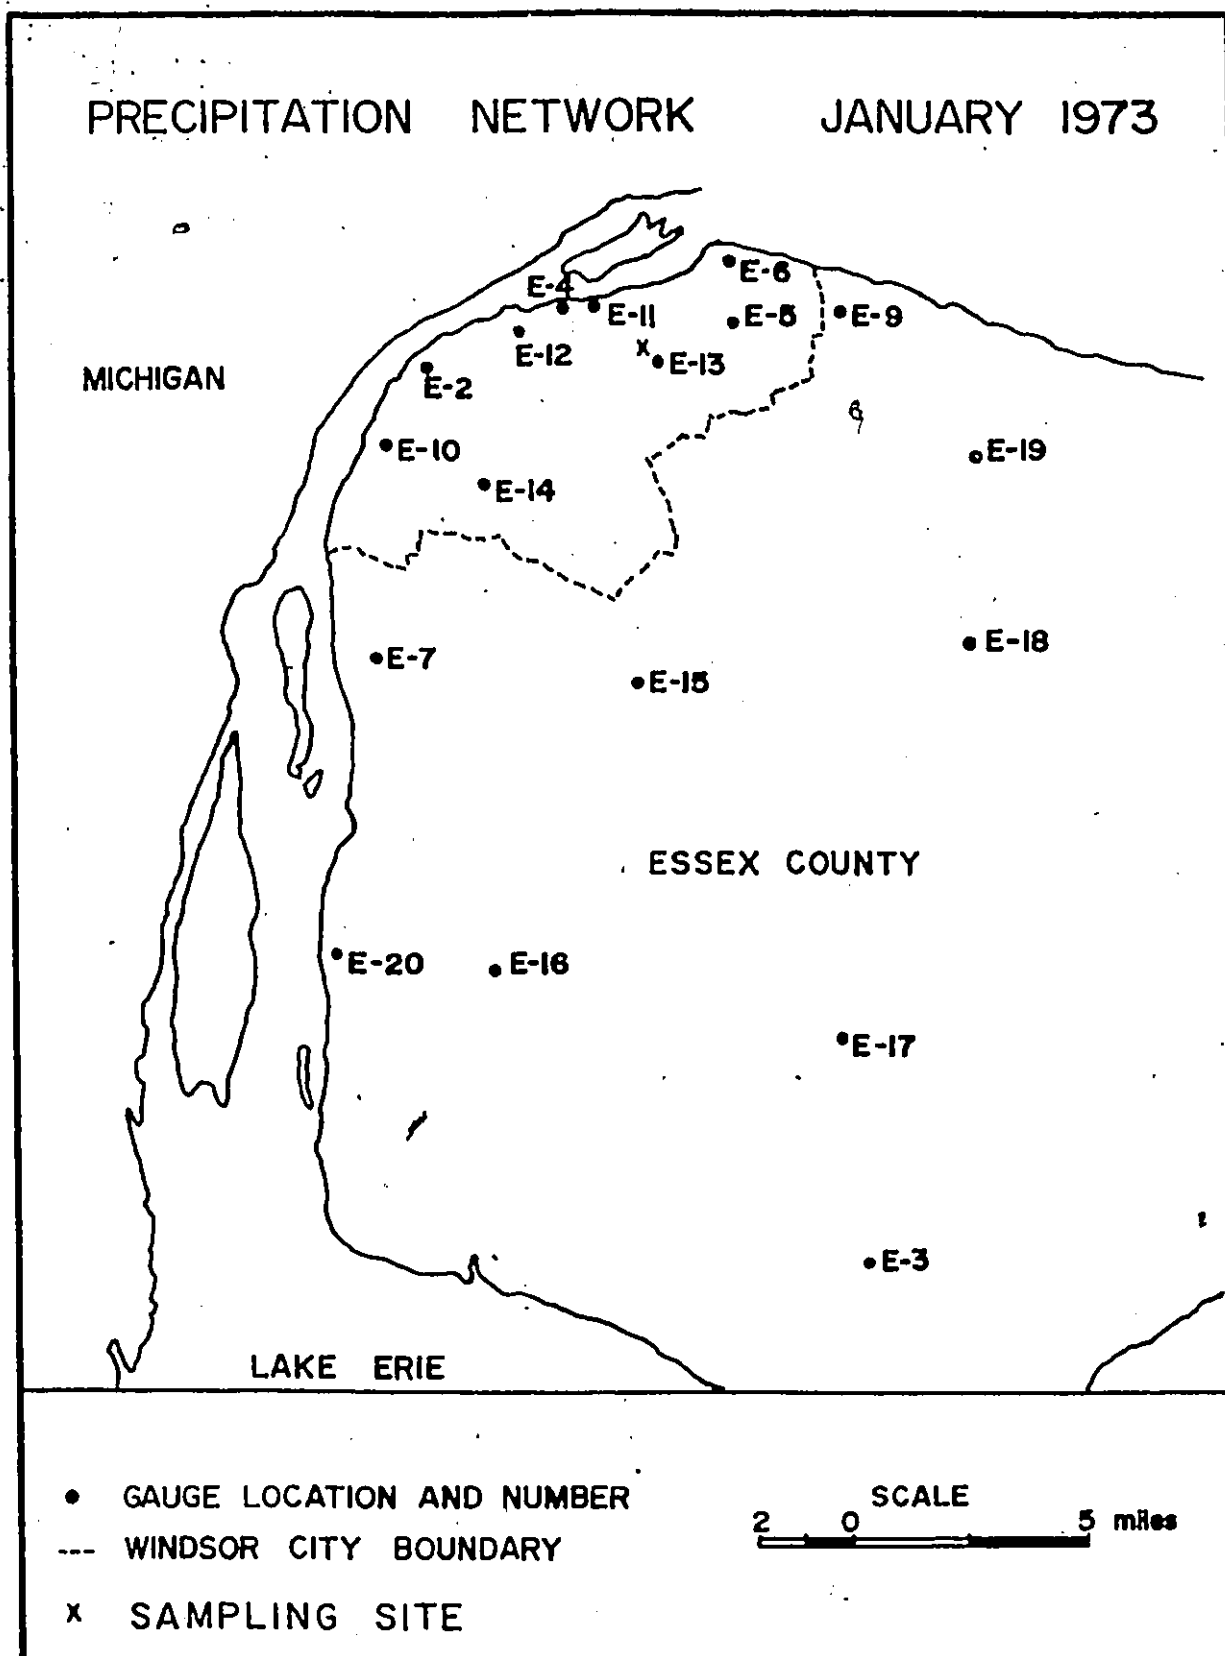 PRECIPITATION NETWORK JANUARY 1973
E-6
E-4
E-11
E-5
E-9
E-12
X
E-13
MICHIGAN
E-2
E-10
E-19
E-14
E-18
E-7
E-15
ESSEX COUNTY
E-20
E-16
E-17
E-3
LAKE ERIE
GAUGE LOCATION AND NUMBER
SCALE
2 0 5 miles
--- WINDSOR CITY BOUNDARY
X SAMPLING SITE